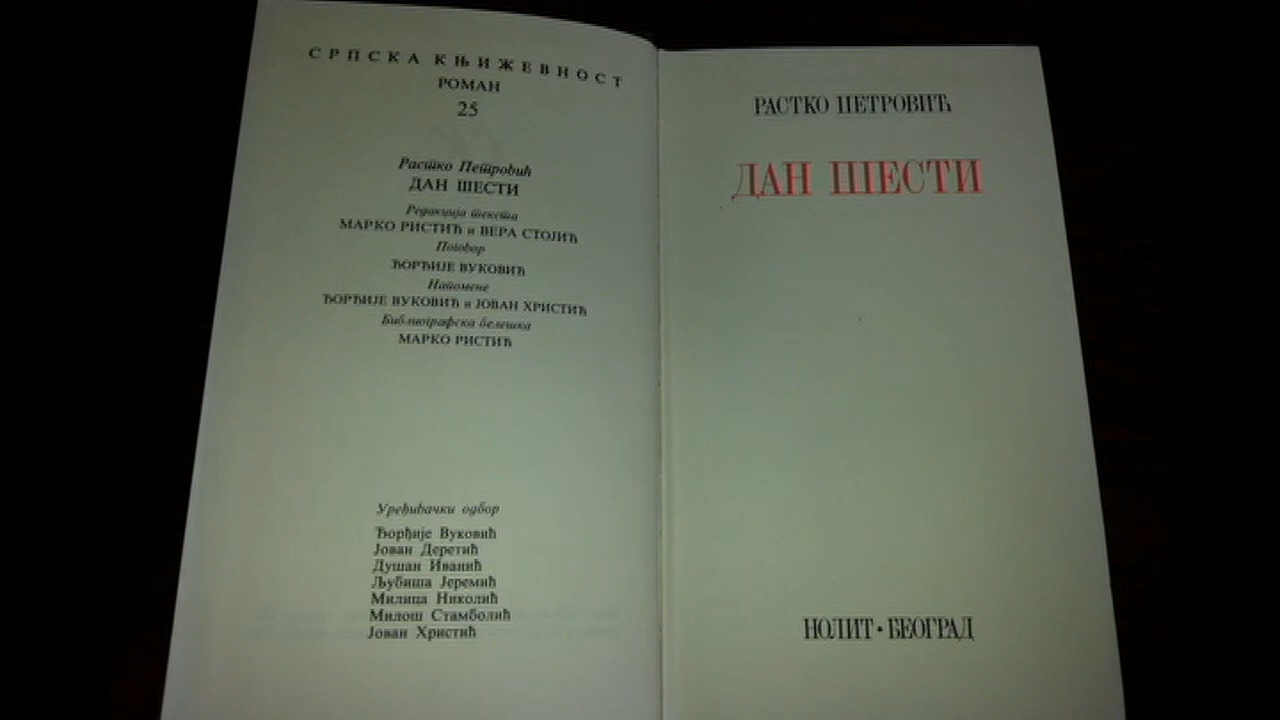 СРПСКА КЊИЖЕВНОСТ
РОМАН
25
Растко Петровић
ДАН ШЕСТИ
Редакција текста
МАРКО РИСТИЋ и ВЕРА СТОЈИЋ
Поговор
ЂОРЂИЈЕ ВУКОВИЋ
Напомене
ЂОРЂИЈЕ ВУКОВИЋ и ЈОВАН ХРИСТИЋ
Библиографска белешка
МАРКО РИСТИЋ
Уређивачки одбор
Ђорђије Вуковић
Јован Деретић
Душан Иванић
Љубиша Јеремић
Милица Николић
Милош Стамболић
Јован Христић
РАСТКО ПЕТРОВИЋ
ДАН ШЕСТИ
НОЛИТ • БЕОГРАД